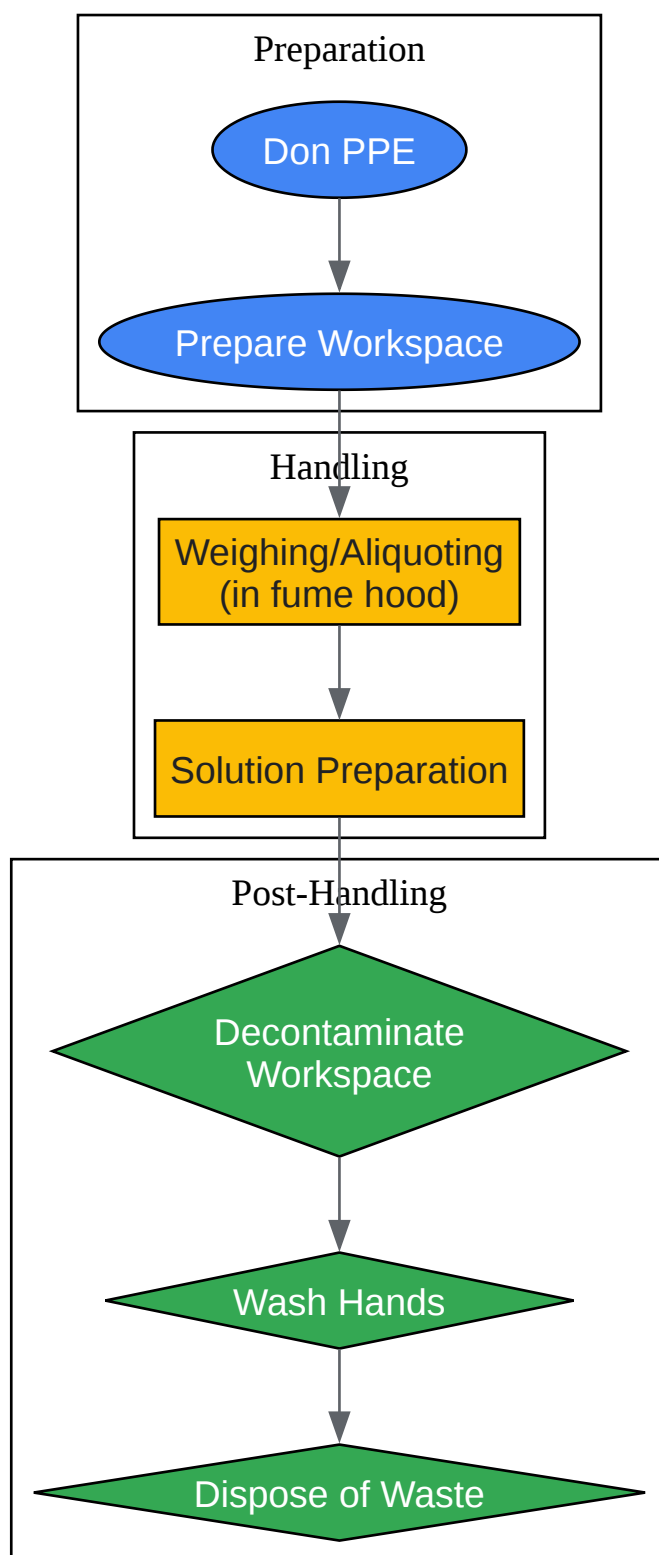 Preparation
Don PPE
Prepare Workspace
Handling
Weighing/Aliquoting
(in fume hood)
Solution Preparation
Post-Handling
Decontaminate
Workspace
Wash Hands
Dispose of Waste